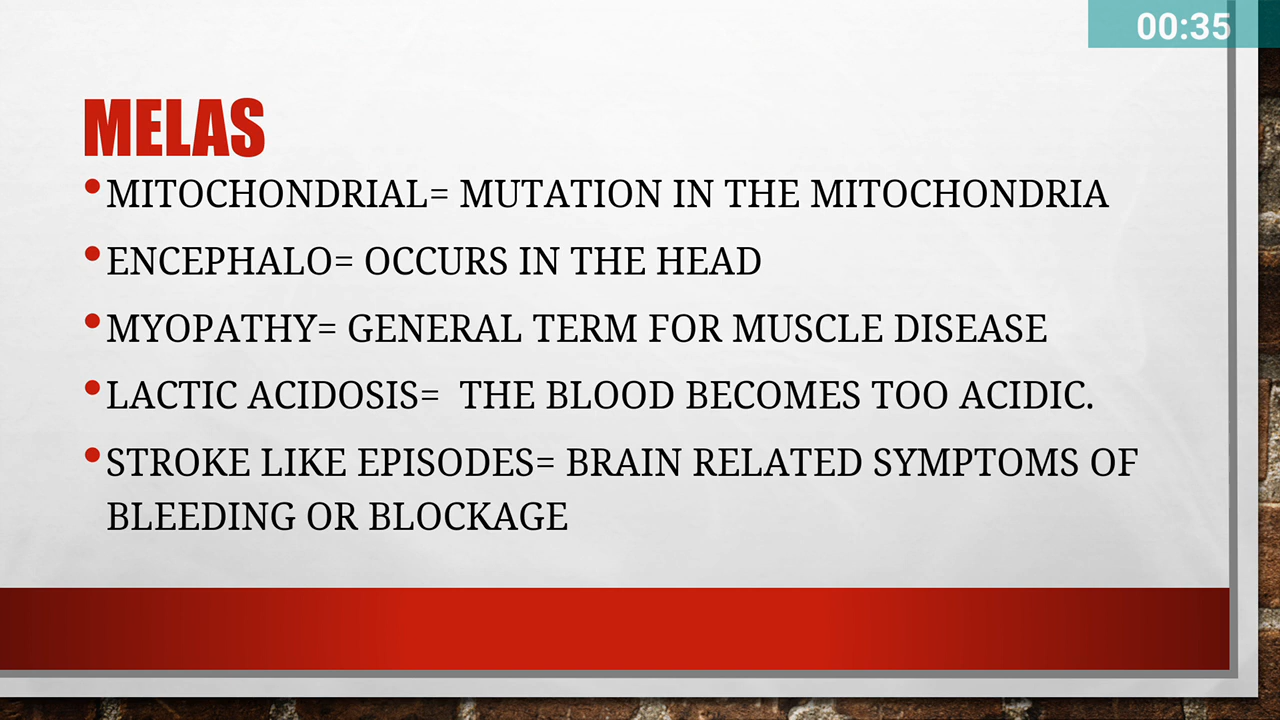 00:35
MELAS
•MITOCHONDRIAL= MUTATION IN THE MITOCHONDRIA
•ENCEPHALO= OCCURS IN THE HEAD
•MYOPATHY= GENERAL TERM FOR MUSCLE DISEASE
•LACTIC ACIDOSIS=  THE BLOOD BECOMES TOO ACIDIC.
•STROKE LIKE EPISODES= BRAIN RELATED SYMPTOMS OF
BLEEDING OR BLOCKAGE